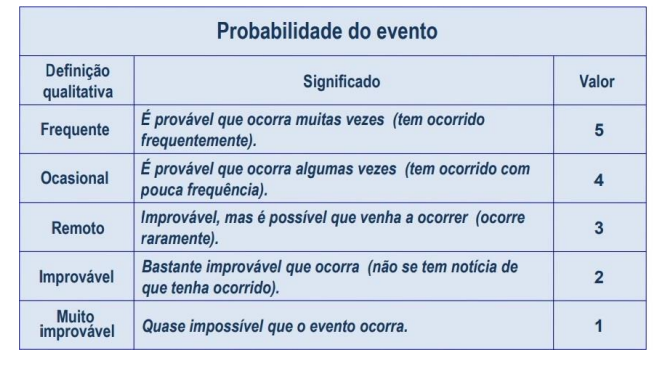 Probabilidade do evento
Definição
qualitativa
Significado
Valor
Frequente
É provável que ocorra muitas vezes (tem ocorrido
frequentemente).
5
Ocasional
É provável que ocorra algumas vezes (tem ocorrido com
pouca frequência).
4
Remoto
Improvável, mas é possível que venha a ocorrer (ocorre
raramente).
3
Improvável
Bastante improvável que ocorra (não se tem notícia de
que tenha ocorrido).
2
Muito
improvável
Quase impossível que o evento ocorra.
1